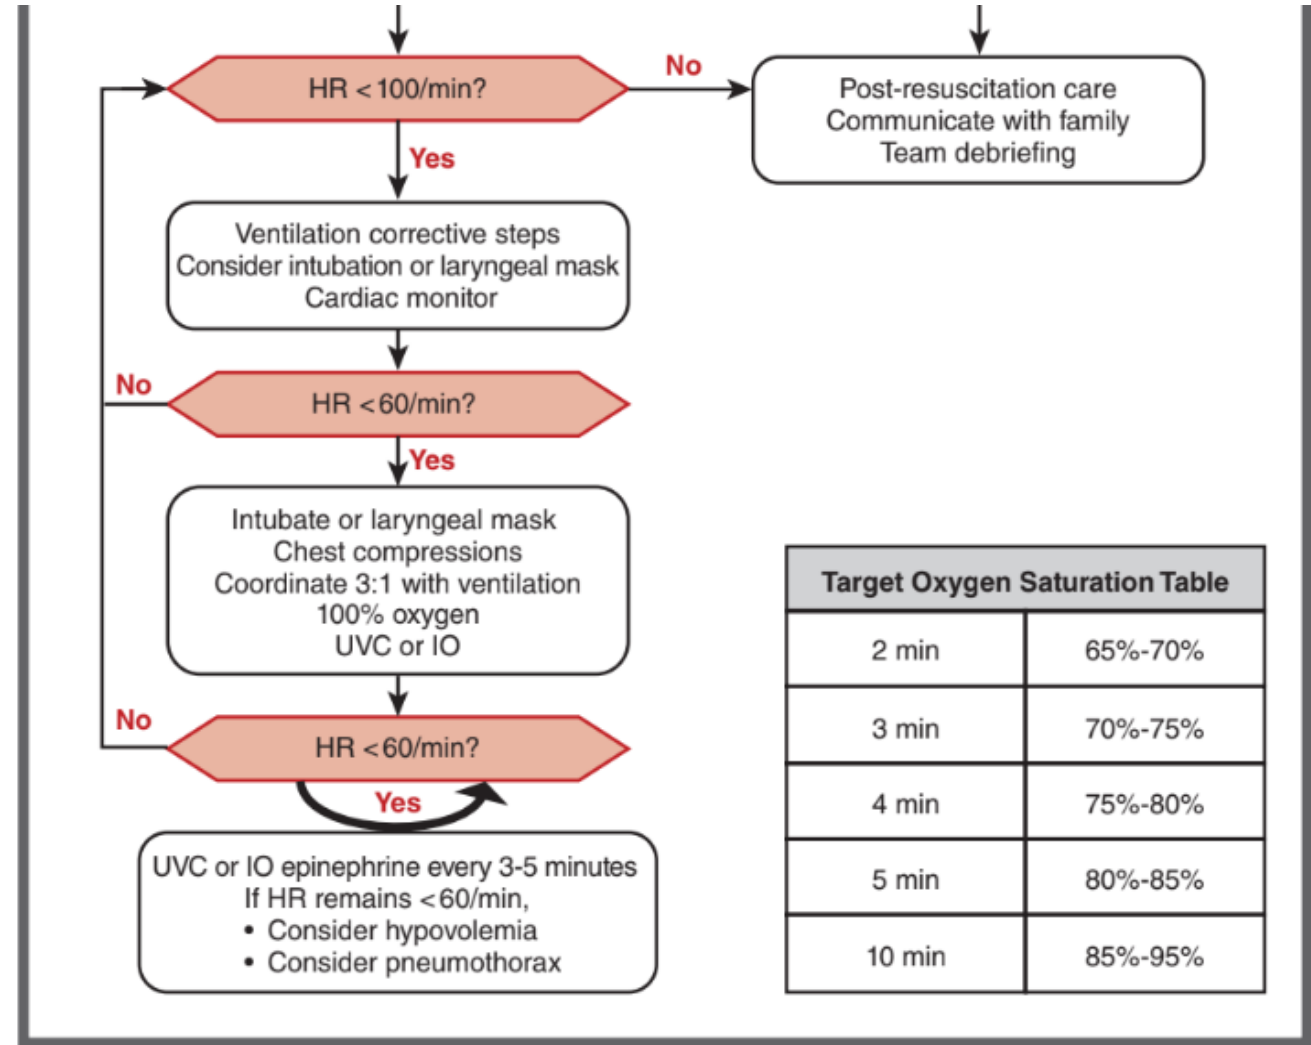 HR < 100/min?
No
Post-resuscitation care
Communicate with family
Team debriefing
Yes
Ventilation corrective steps
Consider intubation or laryngeal mask
Cardiac monitor
No
HR < 60/min?
Yes
Intubate or laryngeal mask
Chest compressions
Coordinate 3:1 with ventilation
100% oxygen
UVC or IO
No
HR < 60/min?
Yes
UVC or IO epinephrine every 3-5 minutes
If HR remains < 60/min,
• Consider hypovolemia
• Consider pneumothorax
Target Oxygen Saturation Table
2 min 65%-70%
3 min 70%-75%
4 min 75%-80%
5 min 80%-85%
10 min 85%-95%